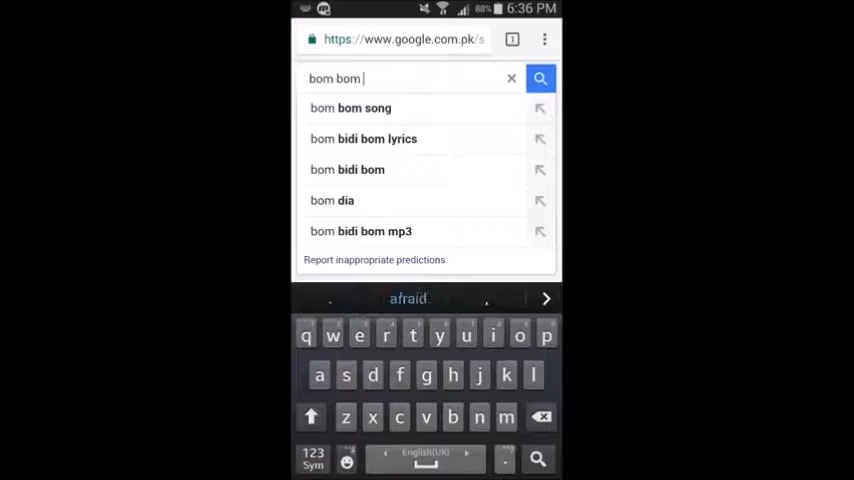 88% 6:36 PM
https://www.google.com.pk/s 1
bom bom
bom bom song
bom bidi bom lyrics
bom bidi bom
bom dia
bom bidi bom mp3
Report inappropriate predictions
. afraid ,
q w e r t y u i o p
a s d f g h j k l
z x c v b n m
123 English(UK) .
Sym